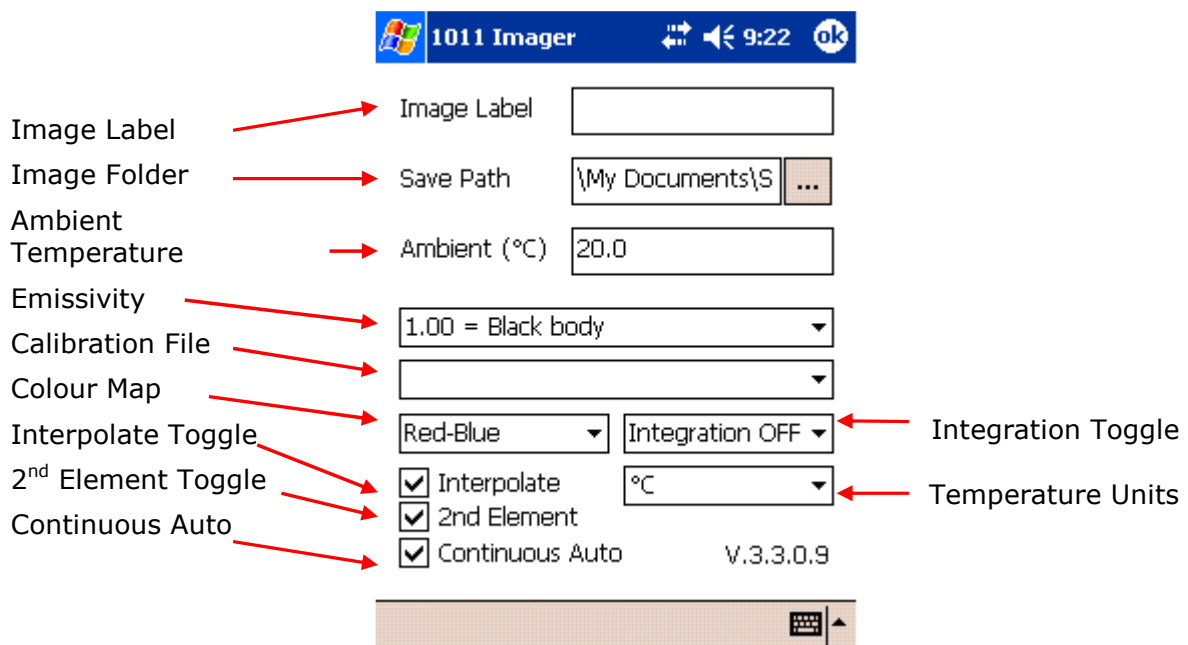 1011 Imager 9:22 ok
Image Label
Image Label
Image Folder
Save Path \My Documents\S ...
Ambient
Temperature
Ambient (°C) 20.0
Emissivity
1.00 = Black body
Calibration File
Colour Map
Red-Blue Integration OFF
Integration Toggle
Interpolate Toggle
Interpolate °C
Temperature Units
2nd Element Toggle
2nd Element
Continuous Auto
Continuous Auto V.3.3.0.9